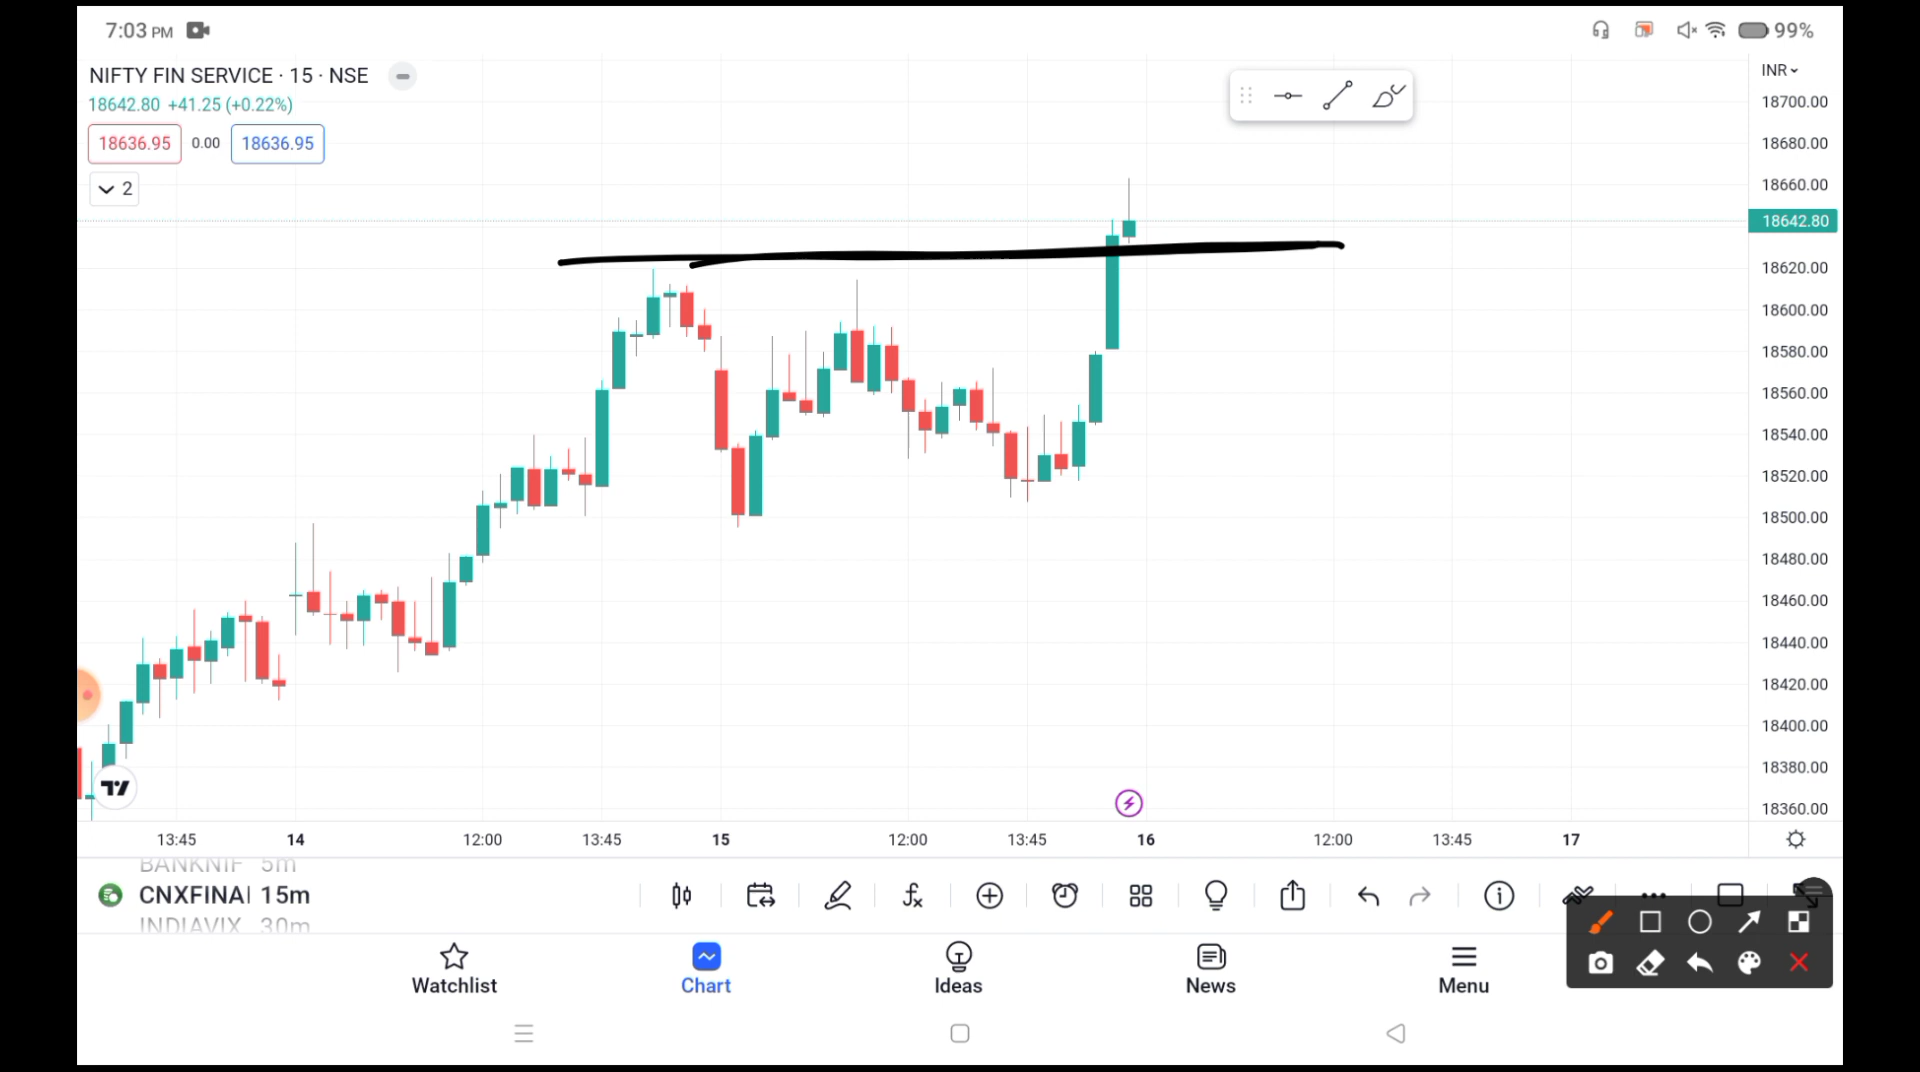 7:03 PM
99%
NIFTY FIN SERVICE · 15 · NSE
INR
18642.80 +41.25 (+0.22%)
18636.95 0.00 18636.95
2
18700.00
18680.00
18660.00
18642.80
18620.00
18600.00
18580.00
18560.00
18540.00
18520.00
18500.00
18480.00
18460.00
18440.00
18420.00
18400.00
18380.00
18360.00
13:45 14 12:00 13:45 15 12:00 13:45 16 12:00 13:45 17
BANKNIF 5m
CNXFINAI 15m
INDIAVIX 30m
Watchlist Chart Ideas News Menu